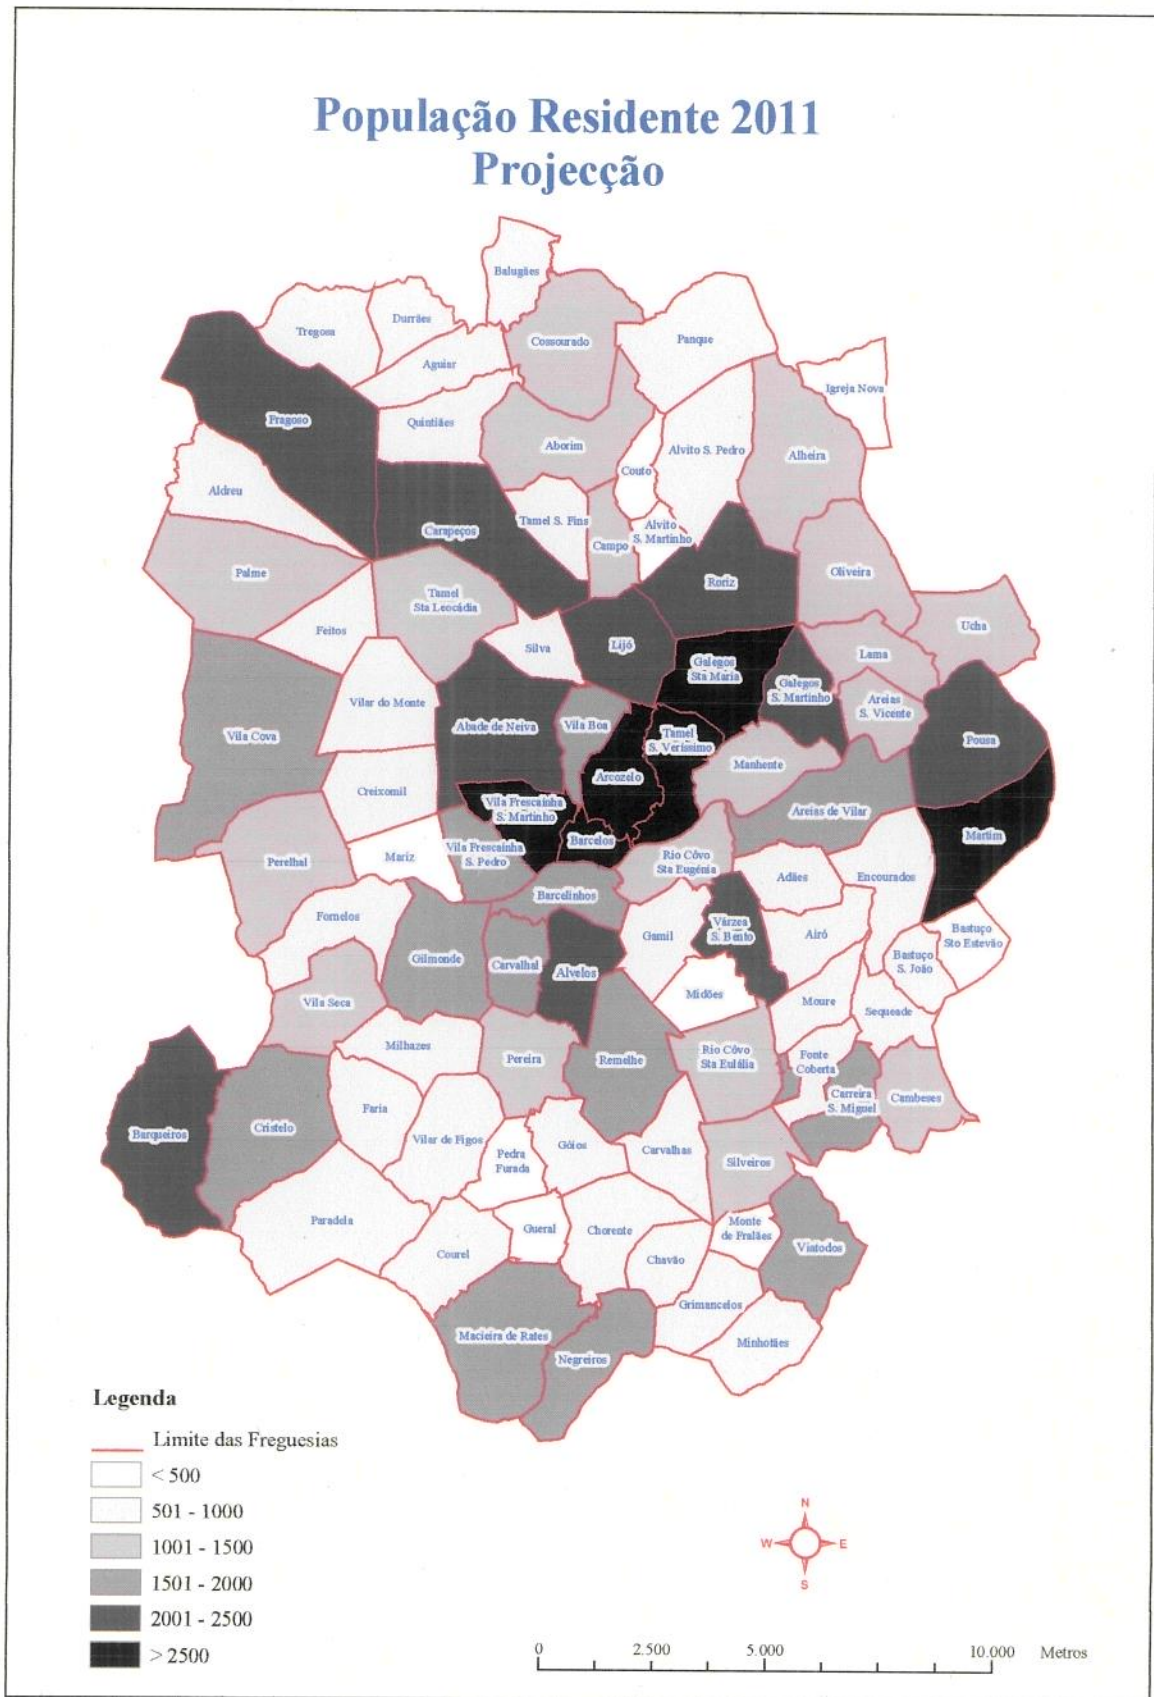 População Residente 2011
Projecção
Balugães
Durrães
Tregosa
Cossourado
Panque
Aguiar
Igreja Nova
Fragoso
Quintiães
Aborim
Alvito S. Pedro
Alheira
Couto
Aldreu
Tamel S. Fins
Alvito
S. Martinho
Carapeços
Campo
Palme
Oliveira
Roriz
Tamel
Sta Leocádia
Feitos
Ucha
Silva
Lijó
Lama
Galegos
Sta Maria
Galegos
S. Martinho
Areias
S. Vicente
Vilar do Monte
Abade de Neiva
Vila Boa
Vila Cova
Tamel
S. Veríssimo
Pousa
Manhente
Arcozelo
Creixomil
Vila Frescaínha
S. Martinho
Areias de Vilar
Martim
Barcelos
Mariz
Vila Frescaínha
S. Pedro
Perelhal
Rio Côvo
Sta Eugénia
Adães
Encourados
Barcelinhos
Fornelos
Várzea
S. Bento
Gamil
Airó
Bastuço
Sto Estevão
Gilmonde
Carvalhal
Alvelos
Bastuço
S. João
Vila Seca
Midões
Moure
Sequeade
Milhazes
Pereira
Remelhe
Rio Côvo
Sta Eulália
Fonte
Coberta
Carreira
S. Miguel
Cambeses
Faria
Cristelo
Barqueiros
Vilar de Figos
Góios
Pedra
Furada
Carvalhas
Silveiros
Paradela
Gueral
Chorente
Monte
de Fralães
Courel
Chavão
Viatodos
Grimancelos
Macieira de Rates
Minhotães
Negreiros
Legenda
Limite das Freguesias
< 500
501 - 1000
1001 - 1500
1501 - 2000
2001 - 2500
> 2500
N
W E
S
0 2.500 5.000 10.000 Metros